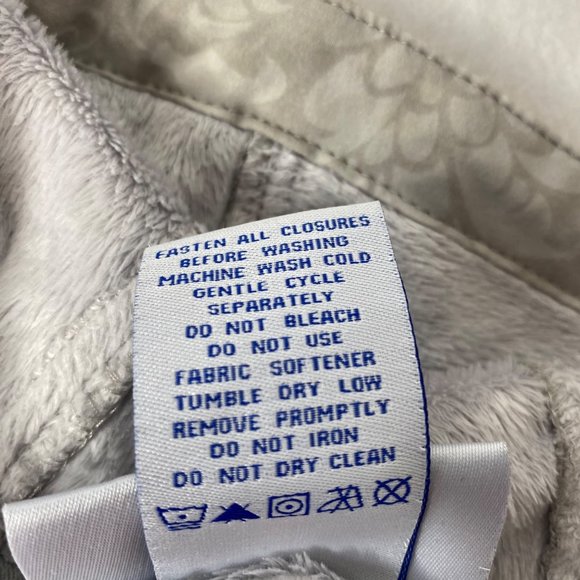 FASTEN ALL CLOSURES
BEFORE WASHING
MACHINE WASH COLD
GENTLE CYCLE
SEPARATELY
DO NOT BLEACH
DO NOT USE
FABRIC SOFTENER
TUMBLE DRY LOW
REMOVE PROMPTLY
DO NOT IRON
DO NOT DRY CLEAN